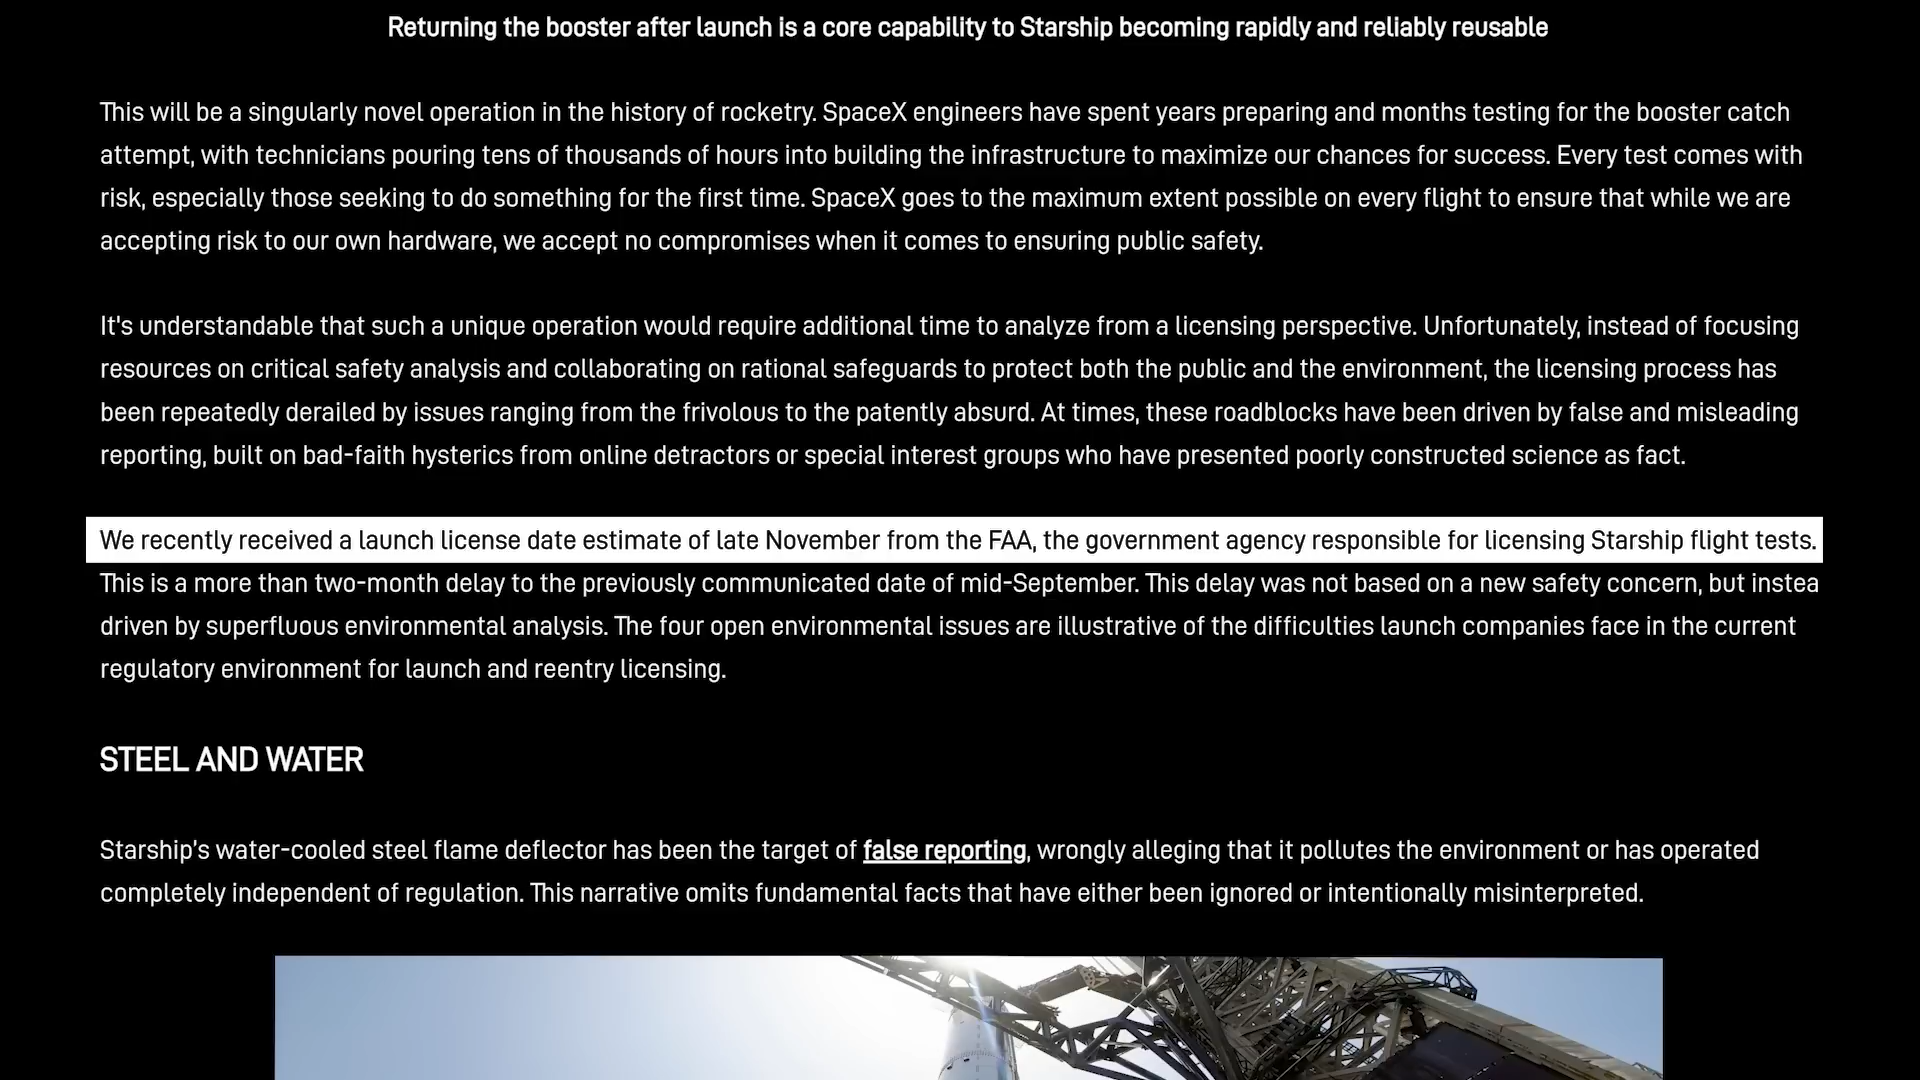 Returning the booster after launch is a core capability to Starship becoming rapidly and reliably reusable
This will be a singularly novel operation in the history of rocketry. SpaceX engineers have spent years preparing and months testing for the booster catch
attempt, with technicians pouring tens of thousands of hours into building the infrastructure to maximize our chances for success. Every test comes with
risk, especially those seeking to do something for the first time. SpaceX goes to the maximum extent possible on every flight to ensure that while we are
accepting risk to our own hardware, we accept no compromises when it comes to ensuring public safety.
It's understandable that such a unique operation would require additional time to analyze from a licensing perspective. Unfortunately, instead of focusing
resources on critical safety analysis and collaborating on rational safeguards to protect both the public and the environment, the licensing process has
been repeatedly derailed by issues ranging from the frivolous to the patently absurd. At times, these roadblocks have been driven by false and misleading
reporting, built on bad-faith hysterics from online detractors or special interest groups who have presented poorly constructed science as fact.
We recently received a launch license date estimate of late November from the FAA, the government agency responsible for licensing Starship flight tests.
This is a more than two-month delay to the previously communicated date of mid-September. This delay was not based on a new safety concern, but instea
driven by superfluous environmental analysis. The four open environmental issues are illustrative of the difficulties launch companies face in the current
regulatory environment for launch and reentry licensing.
STEEL AND WATER
Starship's water-cooled steel flame deflector has been the target of false reporting, wrongly alleging that it pollutes the environment or has operated
completely independent of regulation. This narrative omits fundamental facts that have either been ignored or intentionally misinterpreted.